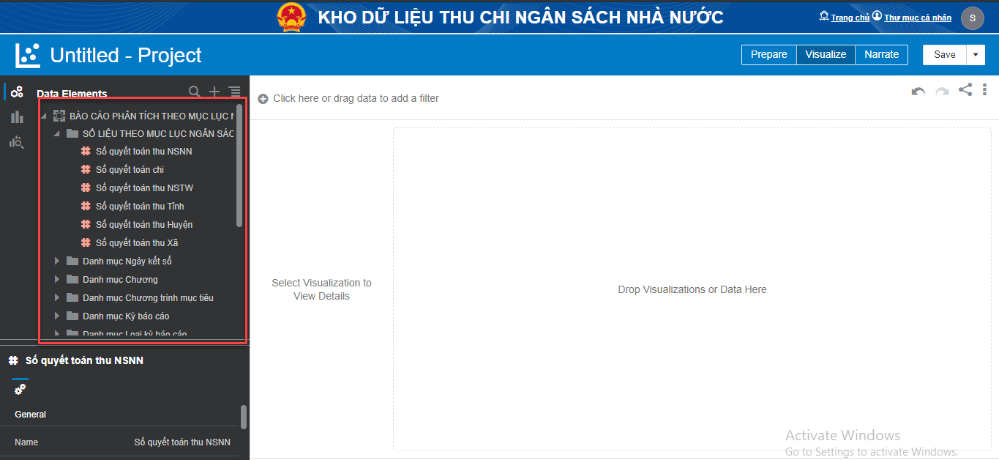 KHO DỮ LIỆU THU CHI NGÂN SÁCH NHÀ NƯỚC
Trang chủ Thư mục cá nhân S
Untitled - Project
Prepare Visualize Narrate Save
Data Elements
Click here or drag data to add a filter
BÁO CÁO PHÂN TÍCH THEO MỤC LỤC
SỐ LIỆU THEO MỤC LỤC NGÂN SÁC
Số quyết toán thu NSNN
Số quyết toán chi
Số quyết toán thu NSTW
Số quyết toán thu Tỉnh
Số quyết toán thu Huyện
Số quyết toán thu Xã
Danh mục Ngày kết sổ
Danh mục Chương
Danh mục Chương trình mục tiêu
Danh mục Kỳ báo cáo
Danh mục Loại kỳ báo cáo
Select Visualization to
View Details
Drop Visualizations or Data Here
Số quyết toán thu NSNN
General
Name Số quyết toán thu NSNN
Activate Windows
Go to Settings to activate Windows.